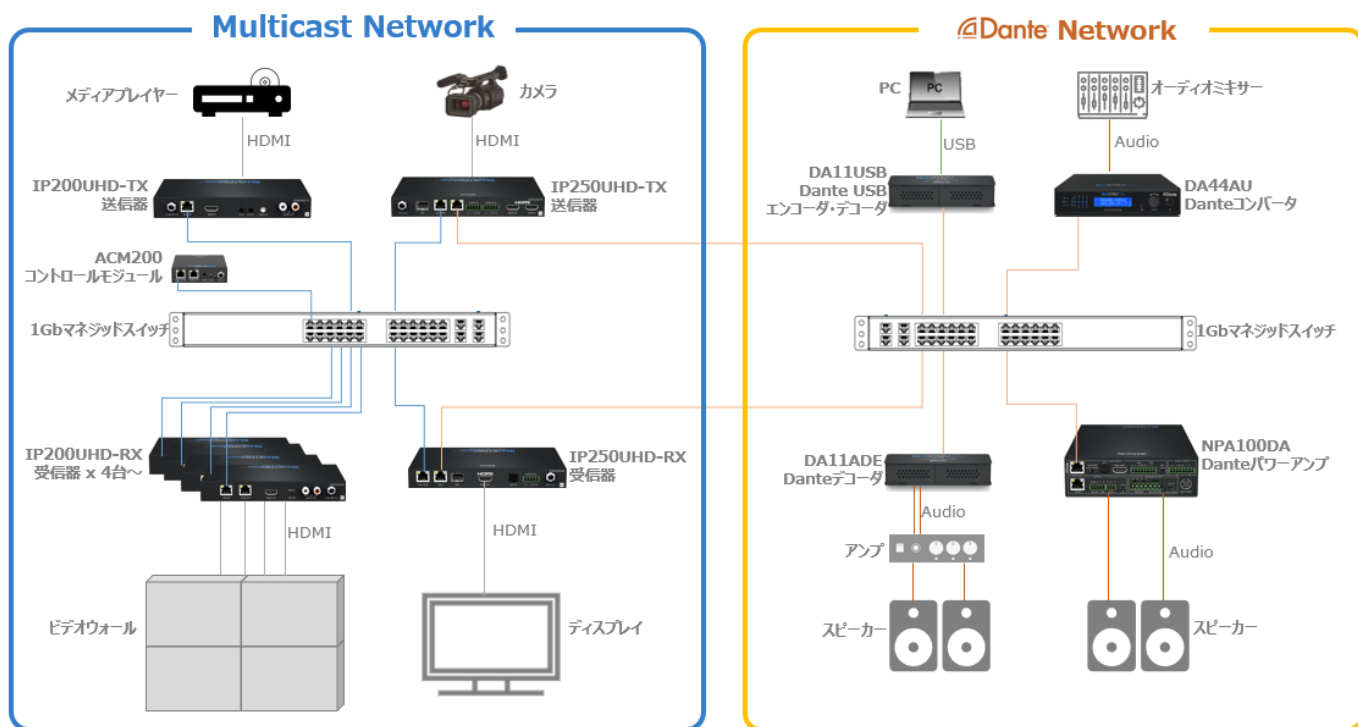 Multicast Network
Dante Network
メディアプレイヤー
カメラ
HDMI
HDMI
IP200UHD-TX
送信器
IP250UHD-TX
送信器
ACM200
コントロールモジュール
1Gbマネジッドスイッチ
IP200UHD-RX
受信器 x 4台～
IP250UHD-RX
受信器
HDMI
HDMI
ビデオウォール
ディスプレイ
PC
PC
オーディオミキサー
USB
Audio
DA11USB
Dante USB
エンコーダ・デコーダ
DA44AU
Danteコンバータ
1Gbマネジッドスイッチ
DA11ADE
Danteデコーダ
NPA100DA
Danteパワーアンプ
Audio
アンプ
Audio
スピーカー
スピーカー